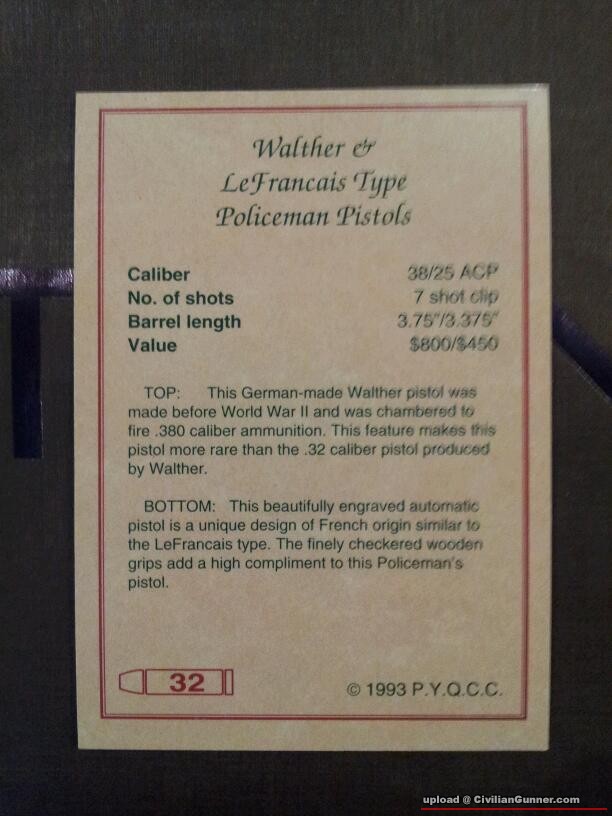 Walther &
LeFrancais Type
Policeman Pistols
Caliber 38/25 ACP
No. of shots 7 shot clip
Barrel length 3.75"/3.375"
Value $800/$450
TOP: This German-made Walther pistol was
made before World War II and was chambered to
fire .380 caliber ammunition. This feature makes this
pistol more rare than the .32 caliber pistol produced
by Walther.
BOTTOM: This beautifully engraved automatic
pistol is a unique design of French origin similar to
the LeFrancais type. The finely checkered wooden
grips add a high compliment to this Policeman's
pistol.
32
© 1993 P.Y.Q.C.C.
upload @ CivilianGunner.com